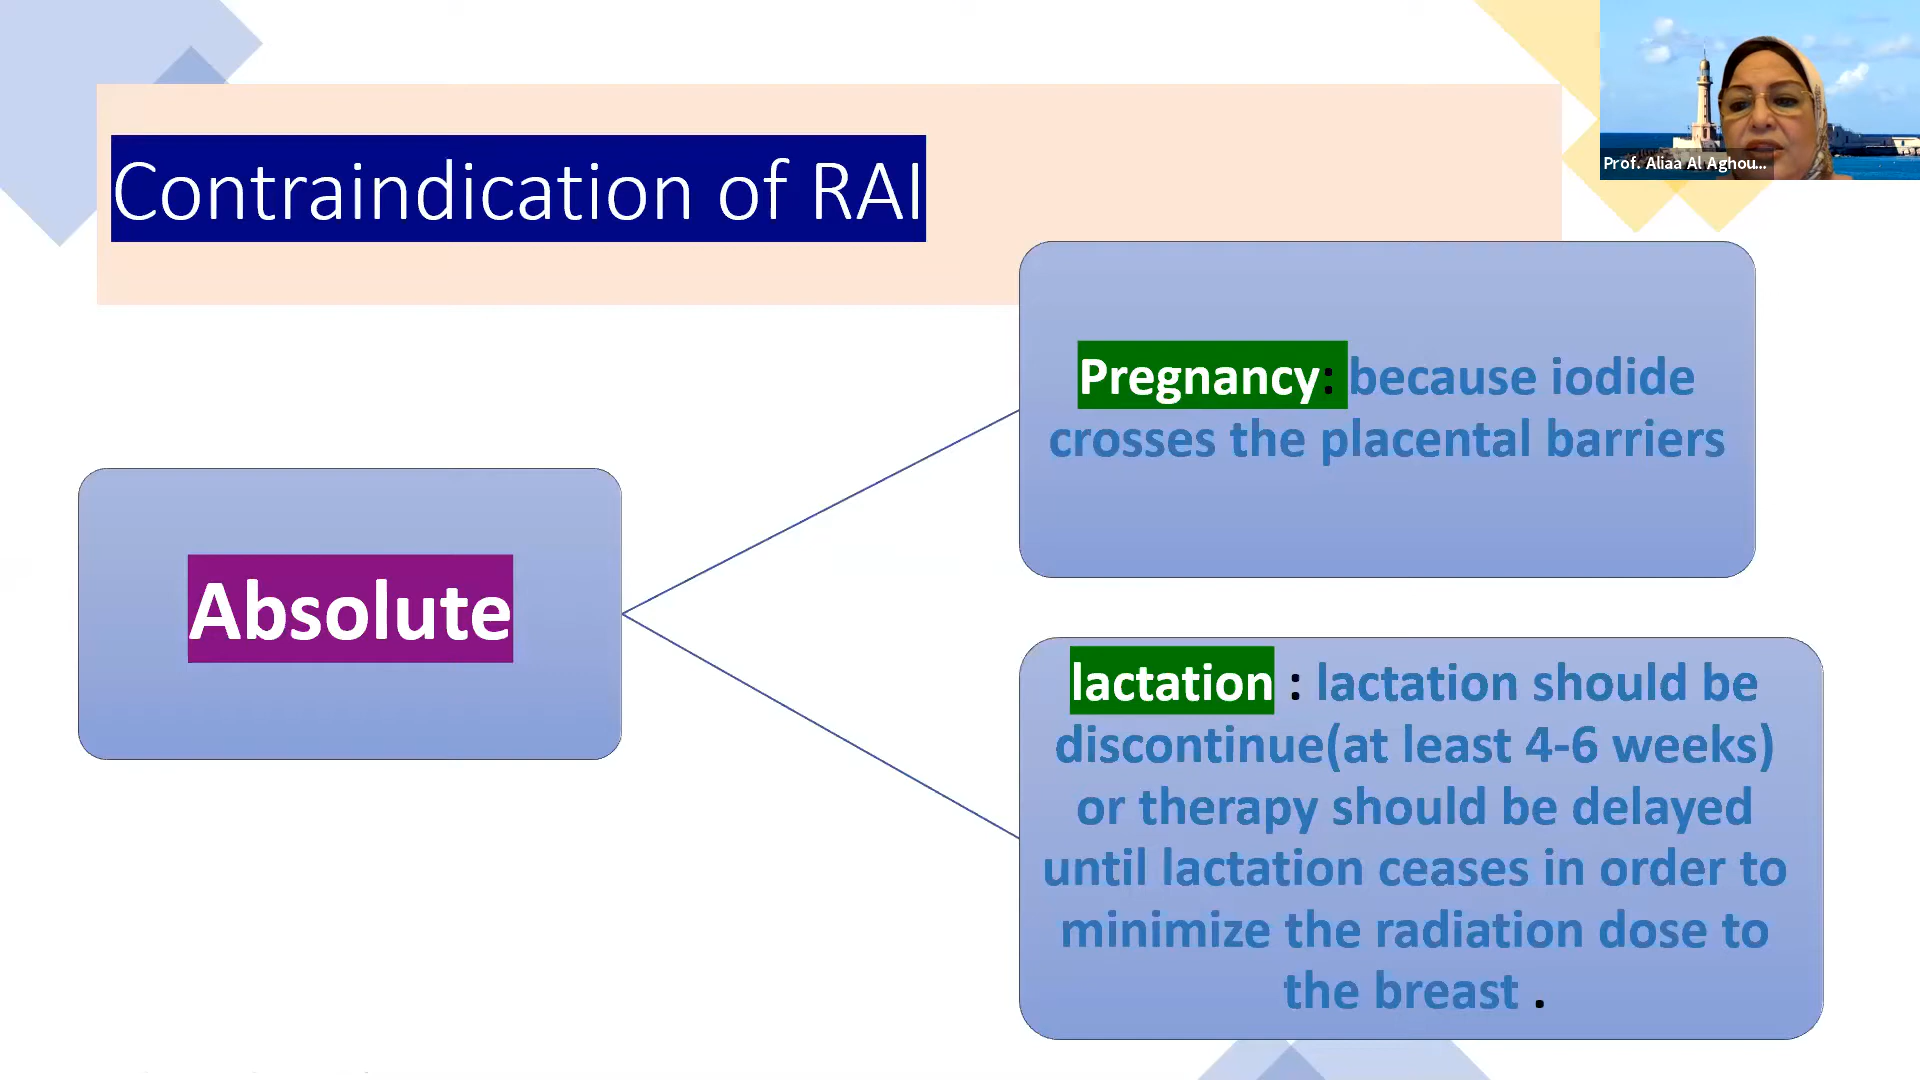 Contraindication of RAI
Prof. Aliaa Al Aghou...
Pregnancy: because iodide
crosses the placental barriers
Absolute
lactation : lactation should be
discontinue(at least 4-6 weeks)
or therapy should be delayed
until lactation ceases in order to
minimize the radiation dose to
the breast .